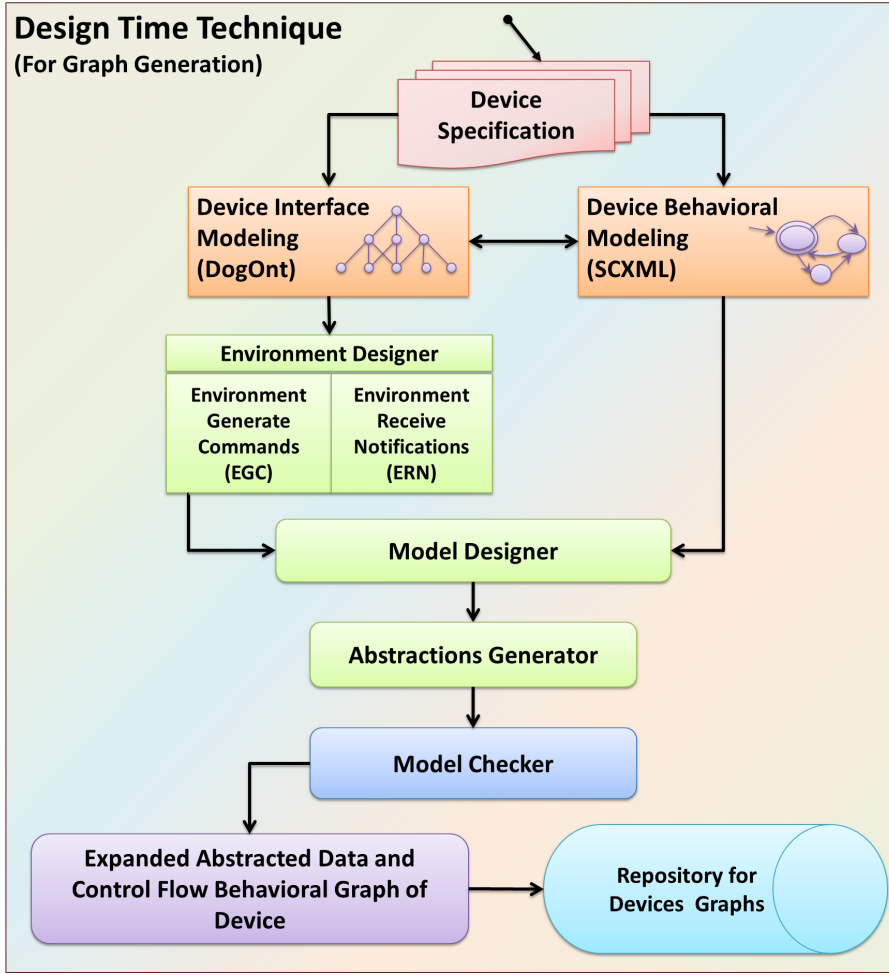 Design Time Technique
(For Graph Generation)
Device
Specification
Device Interface
Modeling
(DogOnt)
Device Behavioral
Modeling
(SCXML)
Environment Designer
Environment
Generate
Commands
(EGC)
Environment
Receive
Notifications
(ERN)
Model Designer
Abstractions Generator
Model Checker
Expanded Abstracted Data and
Control Flow Behavioral Graph of
Device
Repository for
Devices Graphs